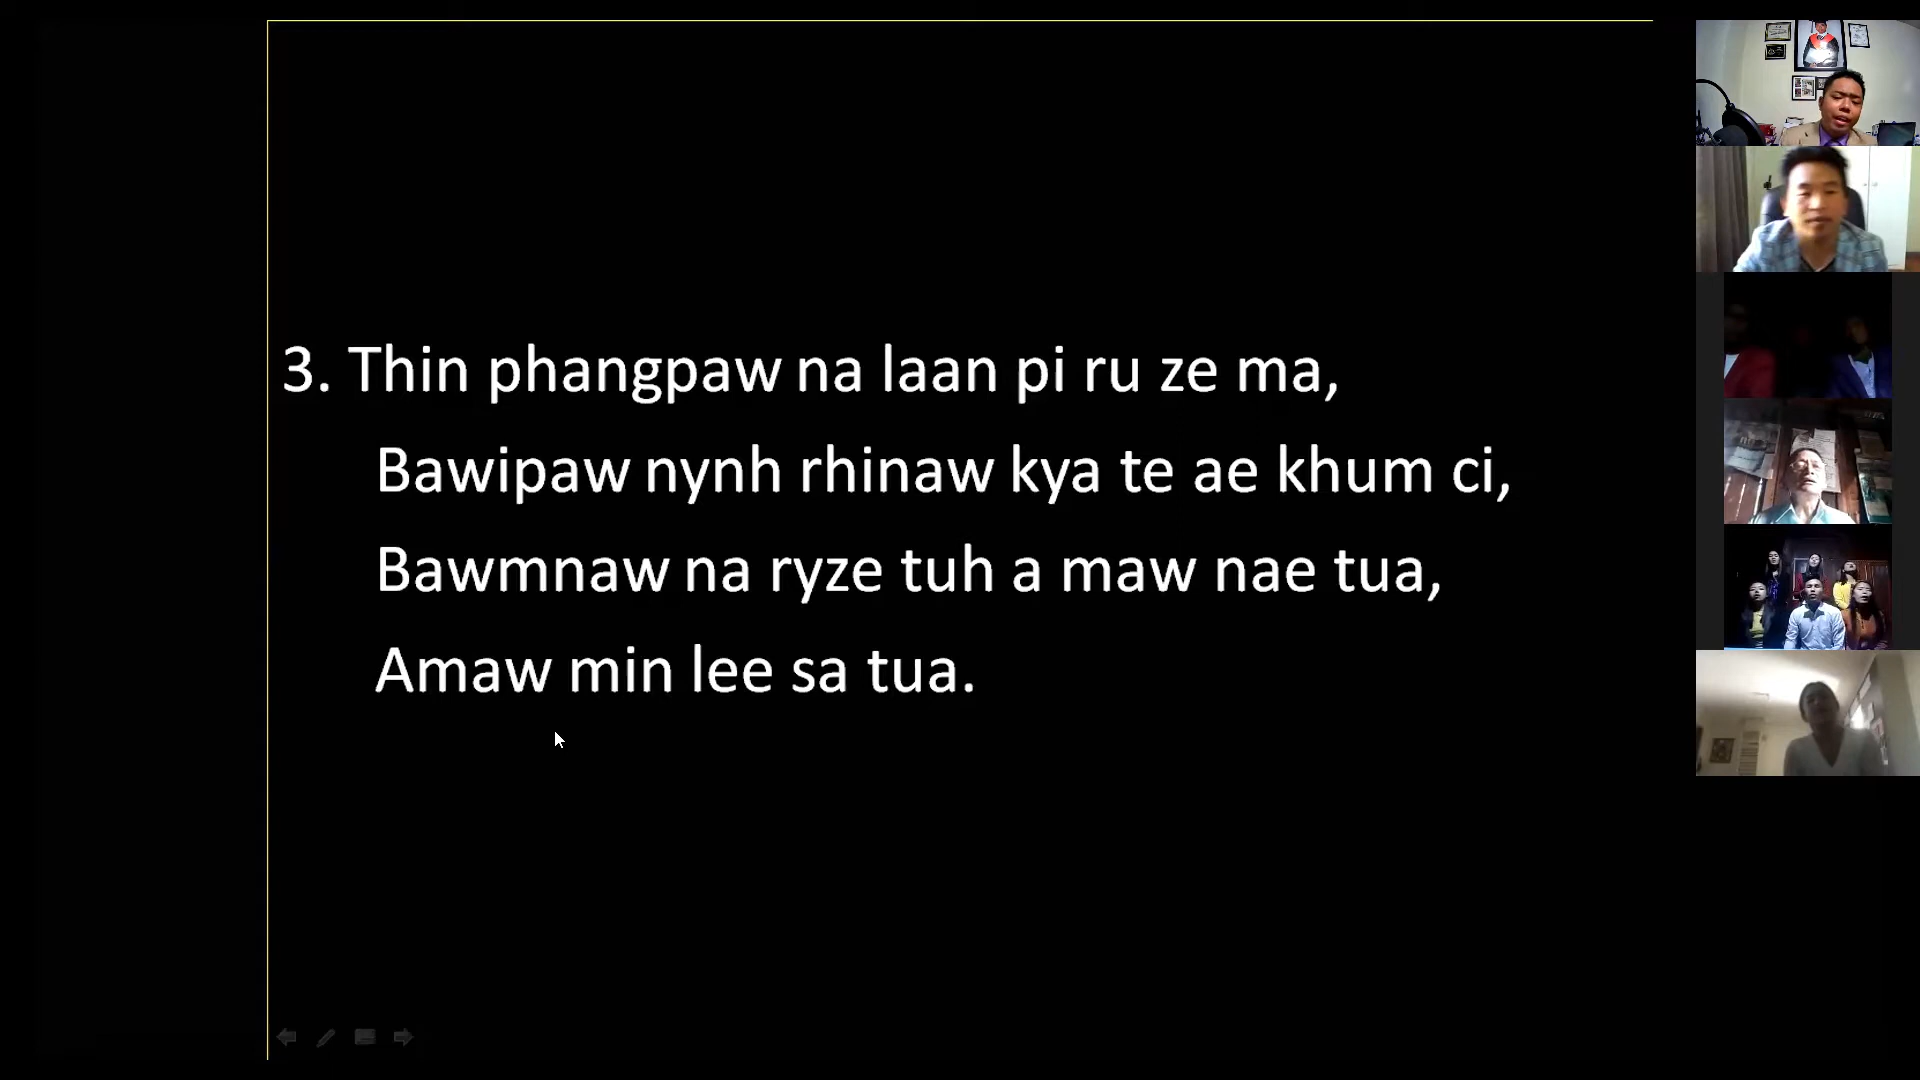 3. Thin phangpaw na laan pi ru ze ma,
Bawipaw nynh rhinaw kya te ae khum ci,
Bawmnaw na ryze tuh a maw nae tua,
Amaw min lee sa tua.